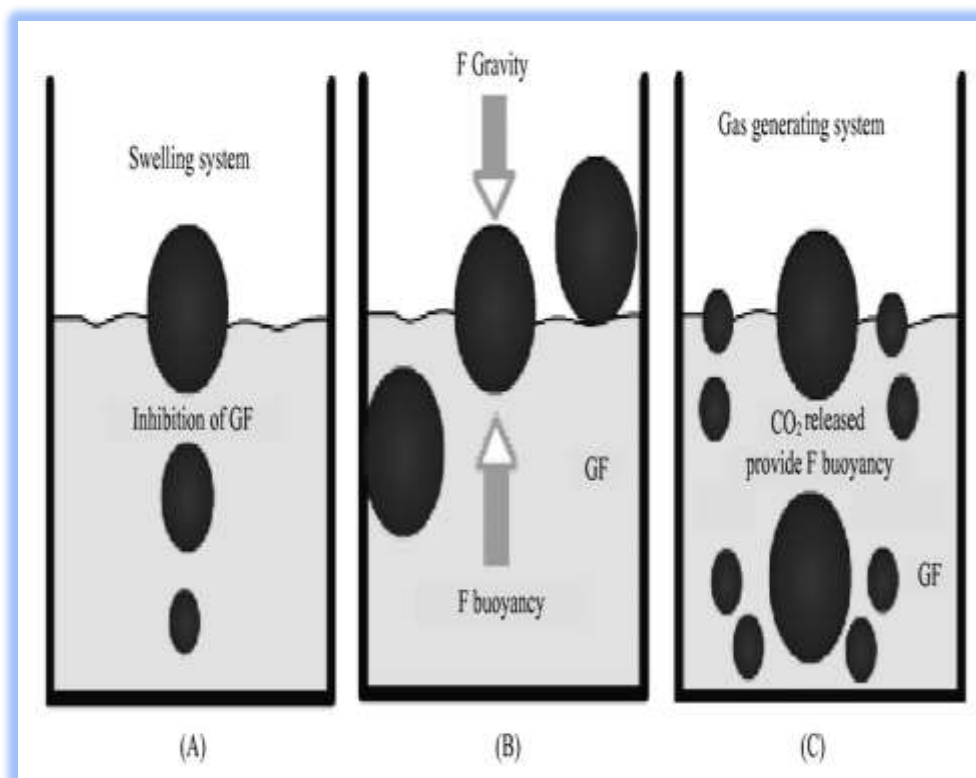 Swelling system
Inhibition of GF
(A)
F Gravity
GF
F buoyancy
(B)
Gas generating system
CO₂ released
provide F buoyancy
GF
(C)